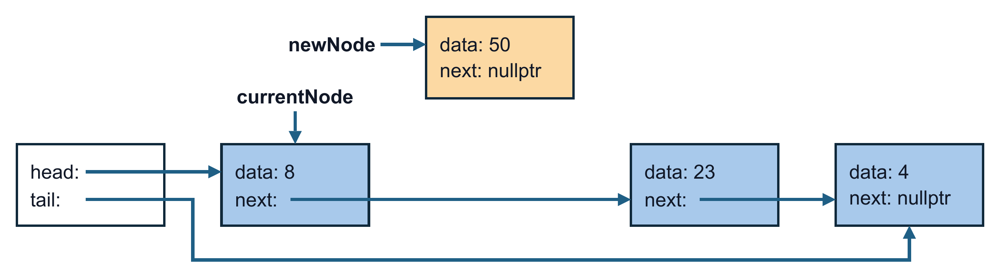 newNode
data: 50
next: nullptr
currentNode
head:
tail:
data: 8
next:
data: 23
next:
data: 4
next: nullptr